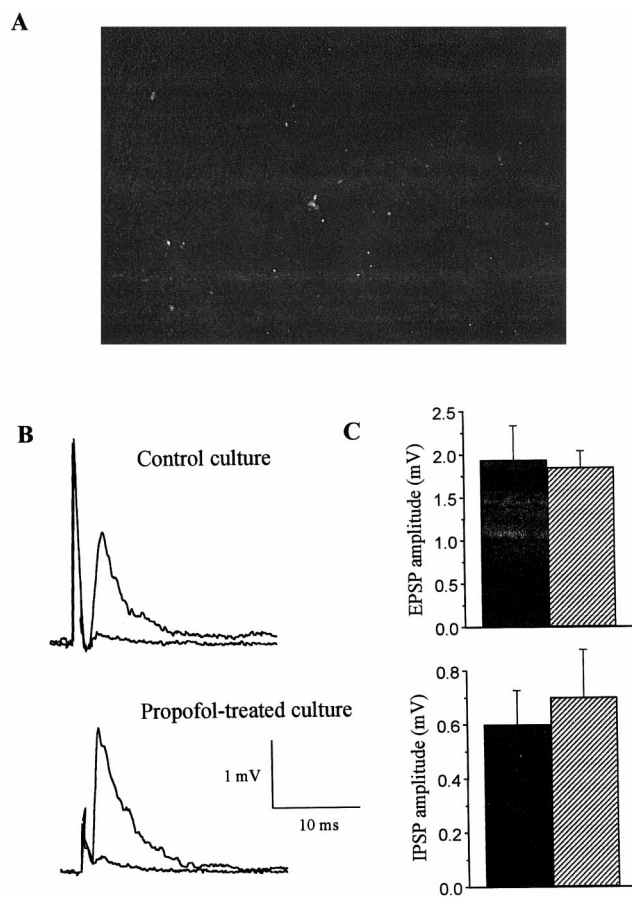 A
B
Control culture
Propofol-treated culture
1 mV
10 ms
C
EPSP amplitude (mV)
2.5
2.0
1.5
1.0
0.5
0.0
IPSP amplitude (mV)
0.8
0.6
0.4
0.2
0.0